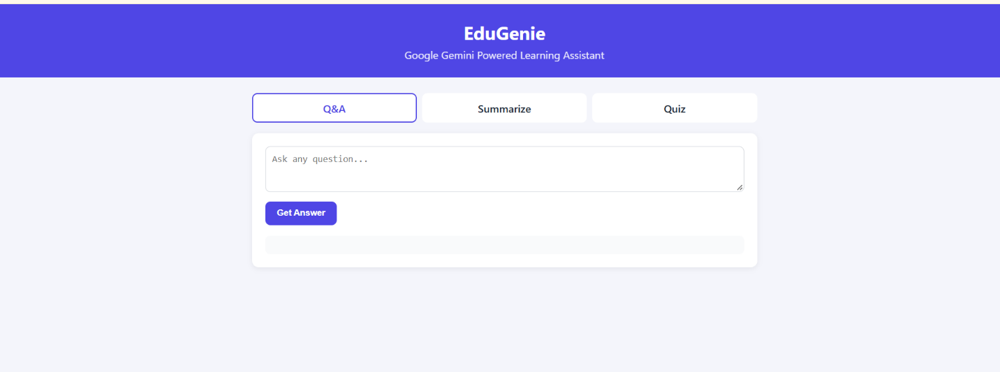 EduGenie
Google Gemini Powered Learning Assistant
Q&A
Summarize
Quiz
Ask any question...
Get Answer